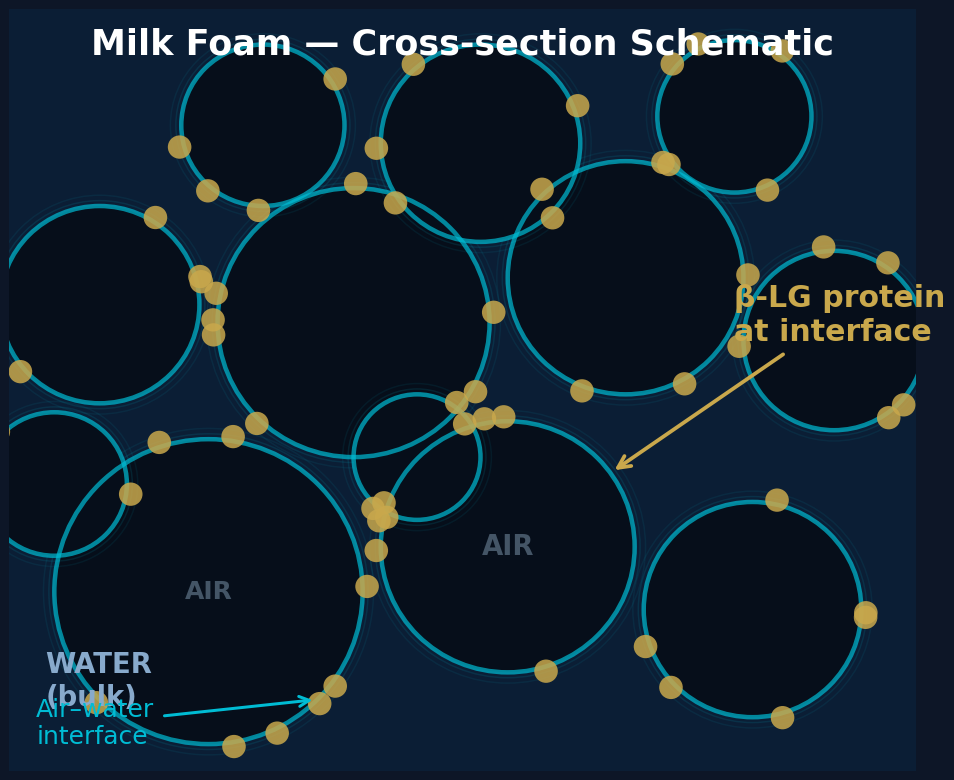 Milk Foam — Cross-section Schematic
β-LG protein
at interface
AIR
AIR
WATER
(bulk)
Air–water
interface